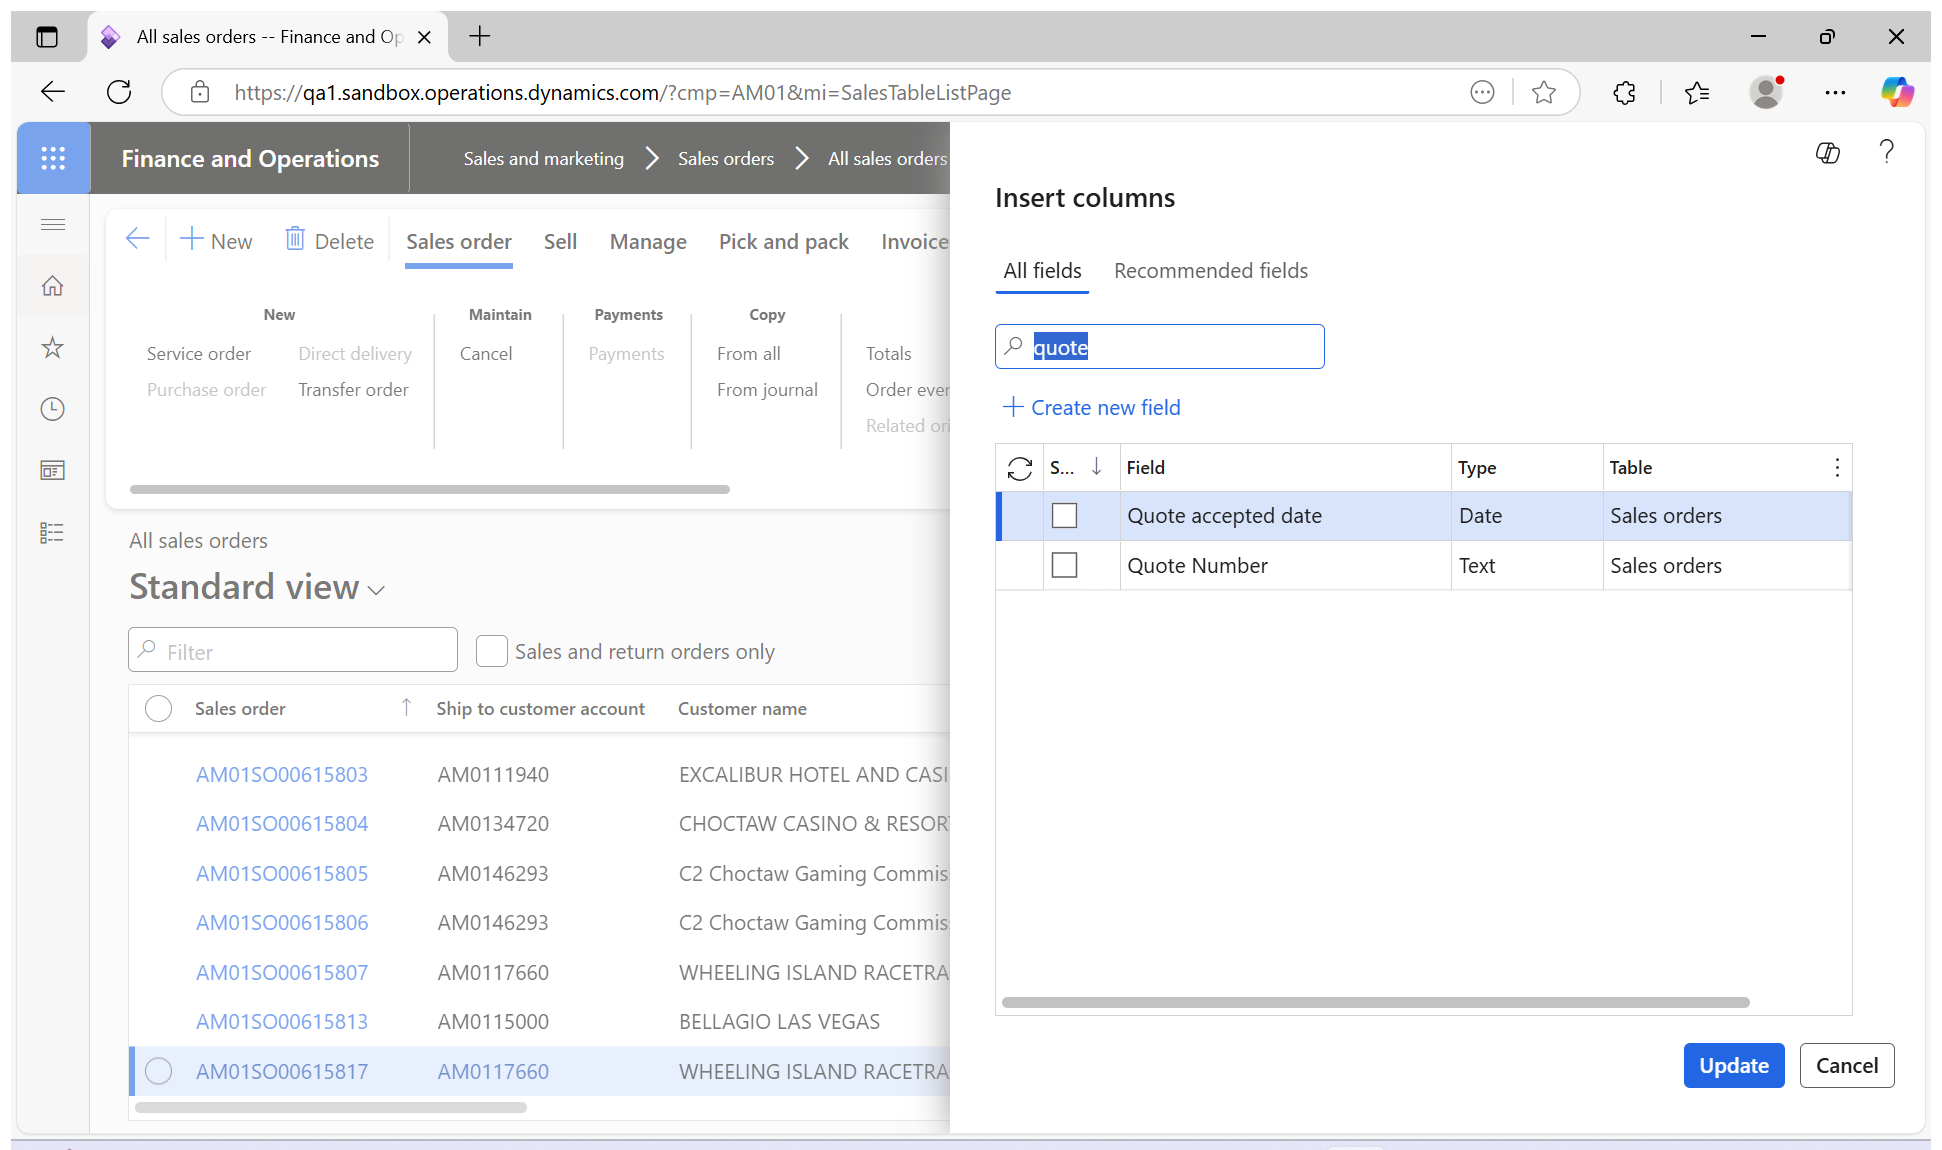 All sales orders -- Finance and Op
https://qa1.sandbox.operations.dynamics.com/?cmp=AM01&mi=SalesTableListPage
Finance and Operations
Sales and marketing
Sales orders
All sales orders
New
Delete
Sales order
Sell
Manage
Pick and pack
Invoice
New
Service order
Direct delivery
Purchase order
Transfer order
Maintain
Cancel
Payments
Payments
Copy
From all
From journal
Totals
Order ever
Related ori
All sales orders
Standard view
Filter
Sales and return orders only
Sales order ↑ Ship to customer account Customer name
AM01SO00615803 AM0111940 EXCALIBUR HOTEL AND CASI
AM01SO00615804 AM0134720 CHOCTAW CASINO & RESOR
AM01SO00615805 AM0146293 C2 Choctaw Gaming Commis
AM01SO00615806 AM0146293 C2 Choctaw Gaming Commis
AM01SO00615807 AM0117660 WHEELING ISLAND RACETRA
AM01SO00615813 AM0115000 BELLAGIO LAS VEGAS
AM01SO00615817 AM0117660 WHEELING ISLAND RACETRA
Insert columns
All fields
Recommended fields
quote
Create new field
S... ↓ Field Type Table
Quote accepted date Date Sales orders
Quote Number Text Sales orders
Update
Cancel